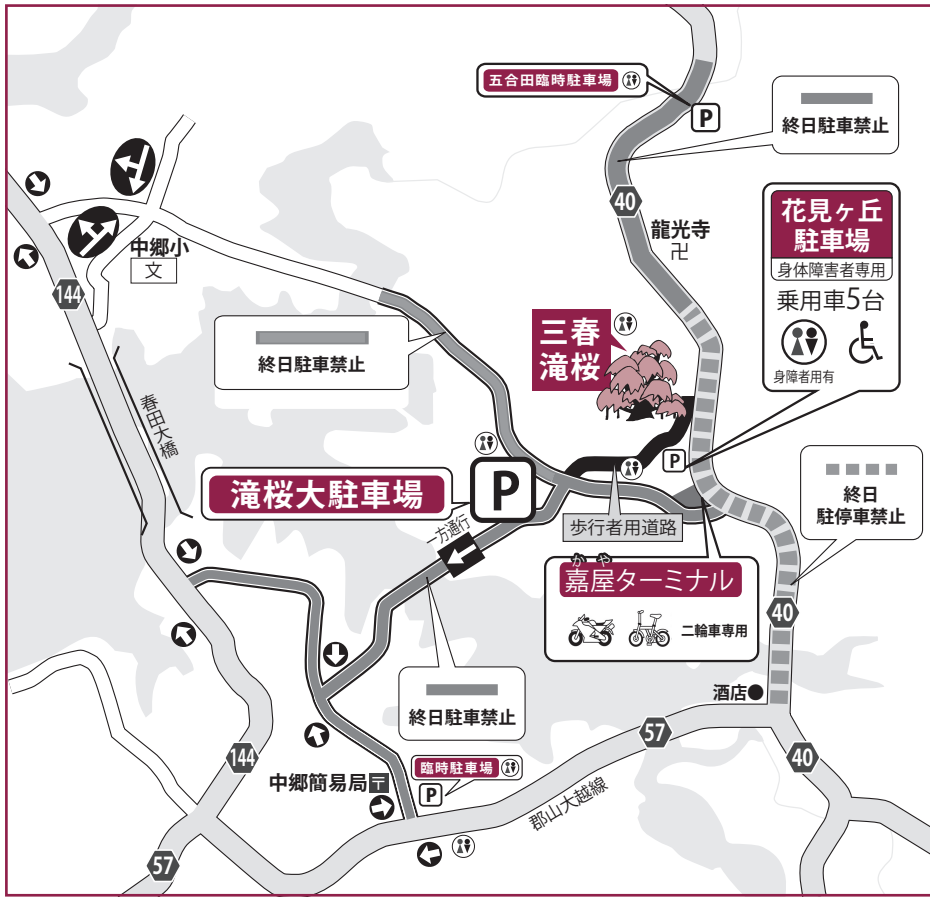 五合田臨時駐車場
P
終日駐車禁止
40
花見ヶ丘
駐車場
身体障害者専用
乗用車5台
身障者用有
龍光寺
卍
中郷小
文
144
終日駐車禁止
三春
滝桜
春田大橋
P
滝桜大駐車場
P
終日
駐停車禁止
一方通行
歩行者用道路
かや
嘉屋ターミナル
二輪車専用
40
終日駐車禁止
酒店
57
40
144
臨時駐車場
P
中郷簡易局
〒
郡山大越線
57